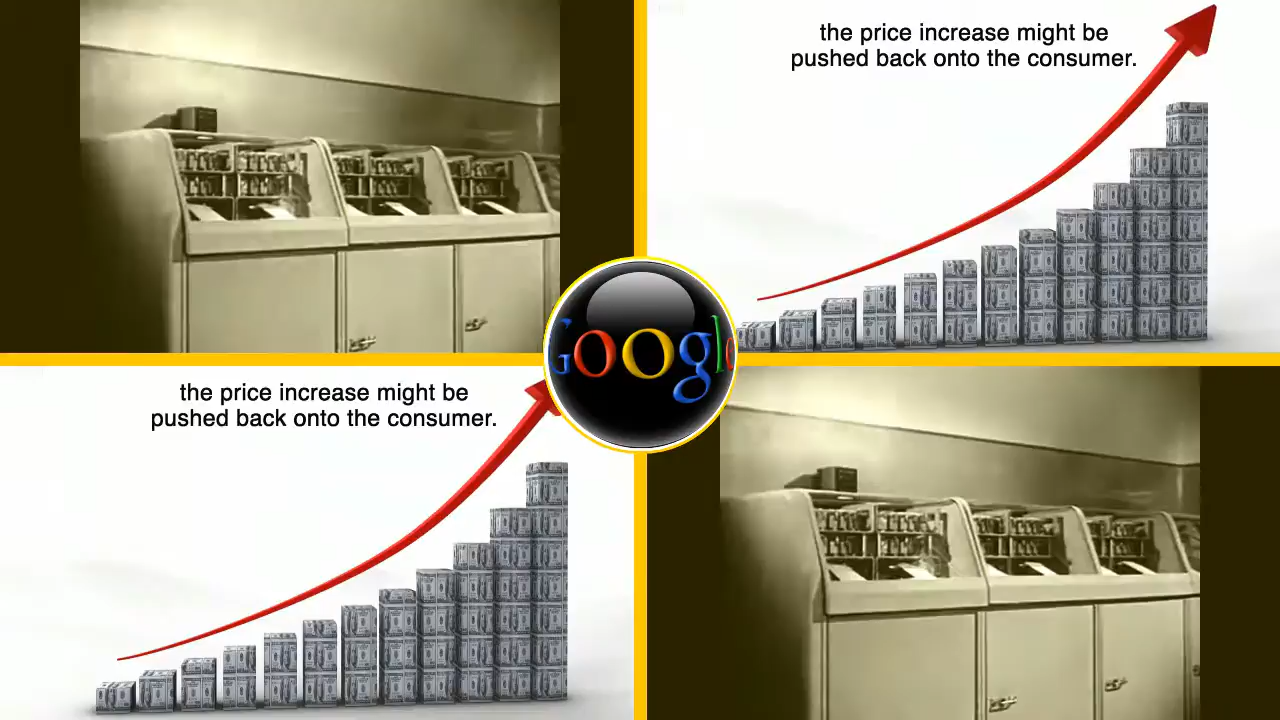 the price increase might be
pushed back onto the consumer.
Google
the price increase might be
pushed back onto the consumer.